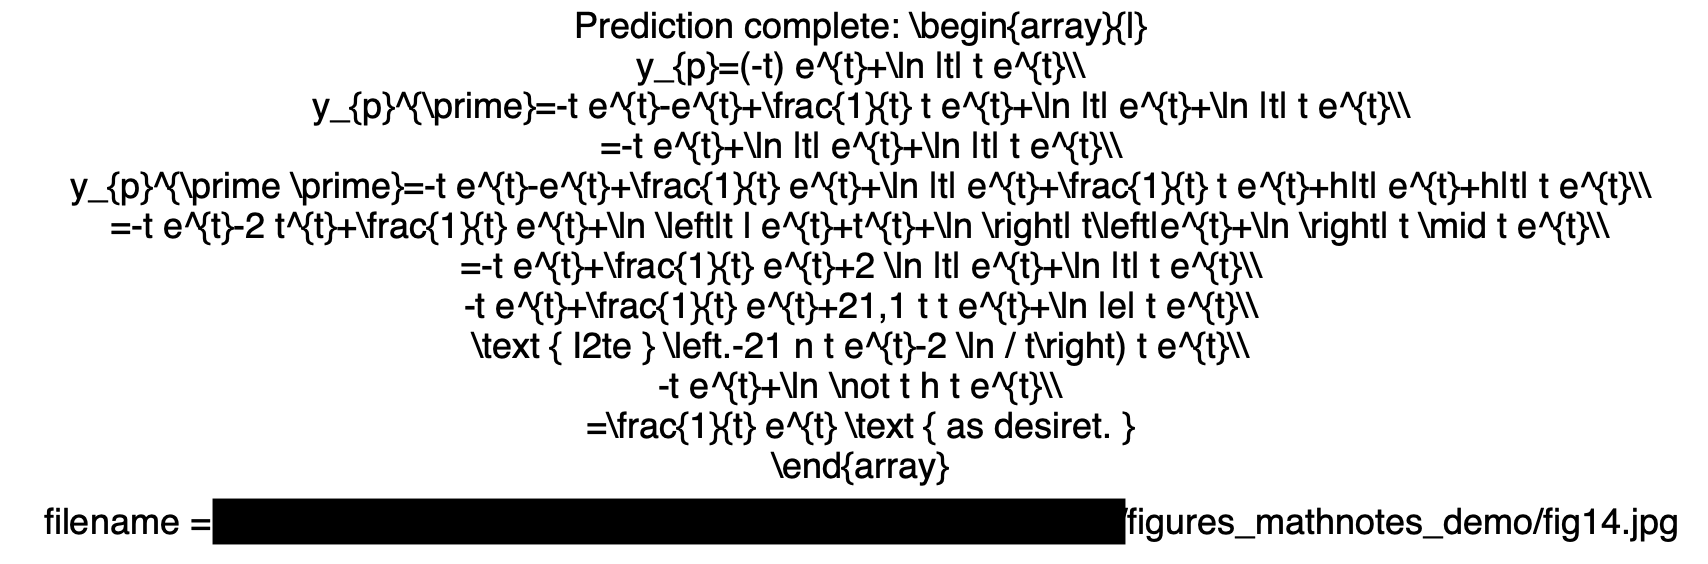 Prediction complete: \begin{array}{l}
y_{p}=(-t) e^{t}+\ln |t| t e^{t}\\
y_{p}^{\prime}=-t e^{t}-e^{t}+\frac{1}{t} t e^{t}+\ln |t| e^{t}+\ln |t| t e^{t}\\
=-t e^{t}+\ln |t| e^{t}+\ln |t| t e^{t}\\
y_{p}^{\prime \prime}=-t e^{t}-e^{t}+\frac{1}{t} e^{t}+\ln |t| e^{t}+\frac{1}{t} t e^{t}+h|t| e^{t}+h|t| t e^{t}\\
=-t e^{t}-2 t^{t}+\frac{1}{t} e^{t}+\ln \left|t l e^{t}+t^{t}+\ln \right| t\left|e^{t}+\ln \right| t \mid t e^{t}\\
=-t e^{t}+\frac{1}{t} e^{t}+2 \ln |t| e^{t}+\ln |t| t e^{t}\\
-t e^{t}+\frac{1}{t} e^{t}+21,1 t t e^{t}+\ln |e| t e^{t}\\
\text { I2te } \left.-21 n t e^{t}-2 \ln / t\right) t e^{t}\\
-t e^{t}+\ln \not t h t e^{t}\\
=\frac{1}{t} e^{t} \text { as desiret. }
\end{array}
filename = /figures_mathnotes_demo/fig14.jpg